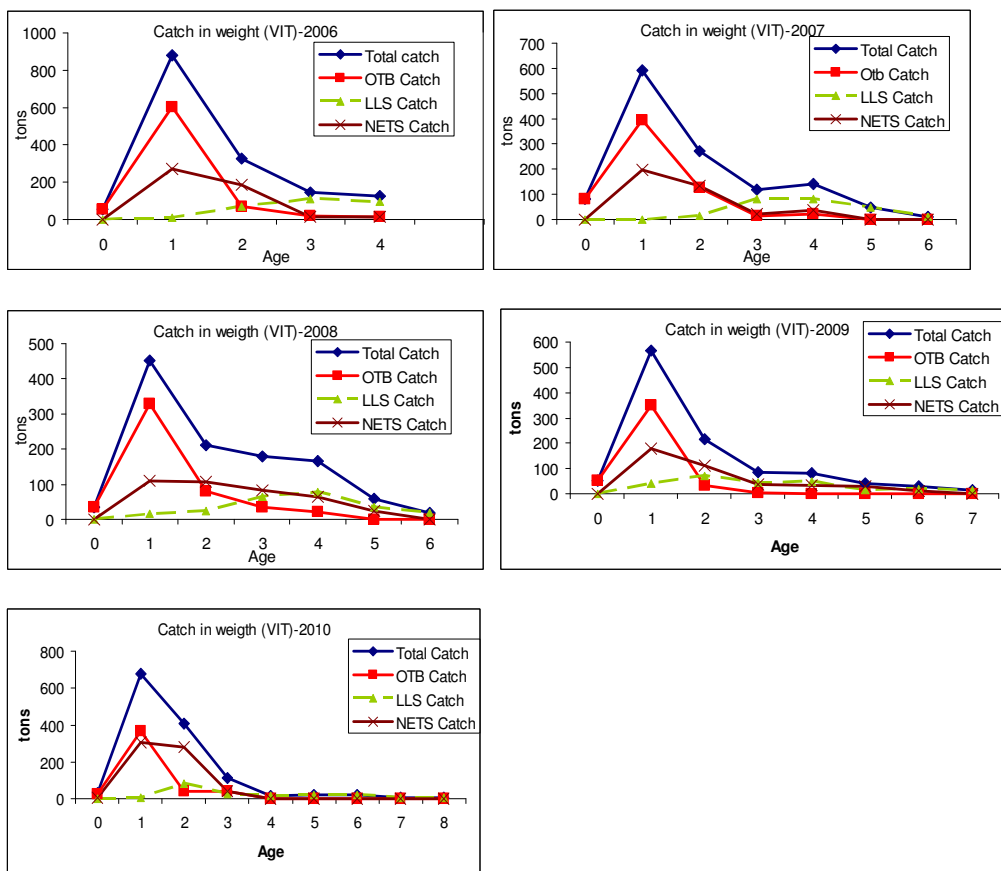 Catch in weight (VIT)-2006
1000
800
600
400
200
0
tons
0 1 2 3 4
Age
Total catch
OTB Catch
LLS Catch
NETS Catch
Catch in weight (VIT)-2007
700
600
500
400
300
200
100
0
tons
0 1 2 3 4 5 6
Age
Total Catch
Otb Catch
LLS Catch
NETS Catch
Catch in weigth (VIT)-2008
500
400
300
200
100
0
tons
0 1 2 3 4 5 6
Age
Total Catch
OTB Catch
LLS Catch
NETS Catch
Catch in weigth (VIT)-2009
600
500
400
300
200
100
0
tons
0 1 2 3 4 5 6 7
Age
Total Catch
OTB Catch
LLS Catch
NETS Catch
Catch in weigth (VIT)-2010
800
600
400
200
0
tons
0 1 2 3 4 5 6 7 8
Age
Total Catch
OTB Catch
LLS Catch
NETS Catch